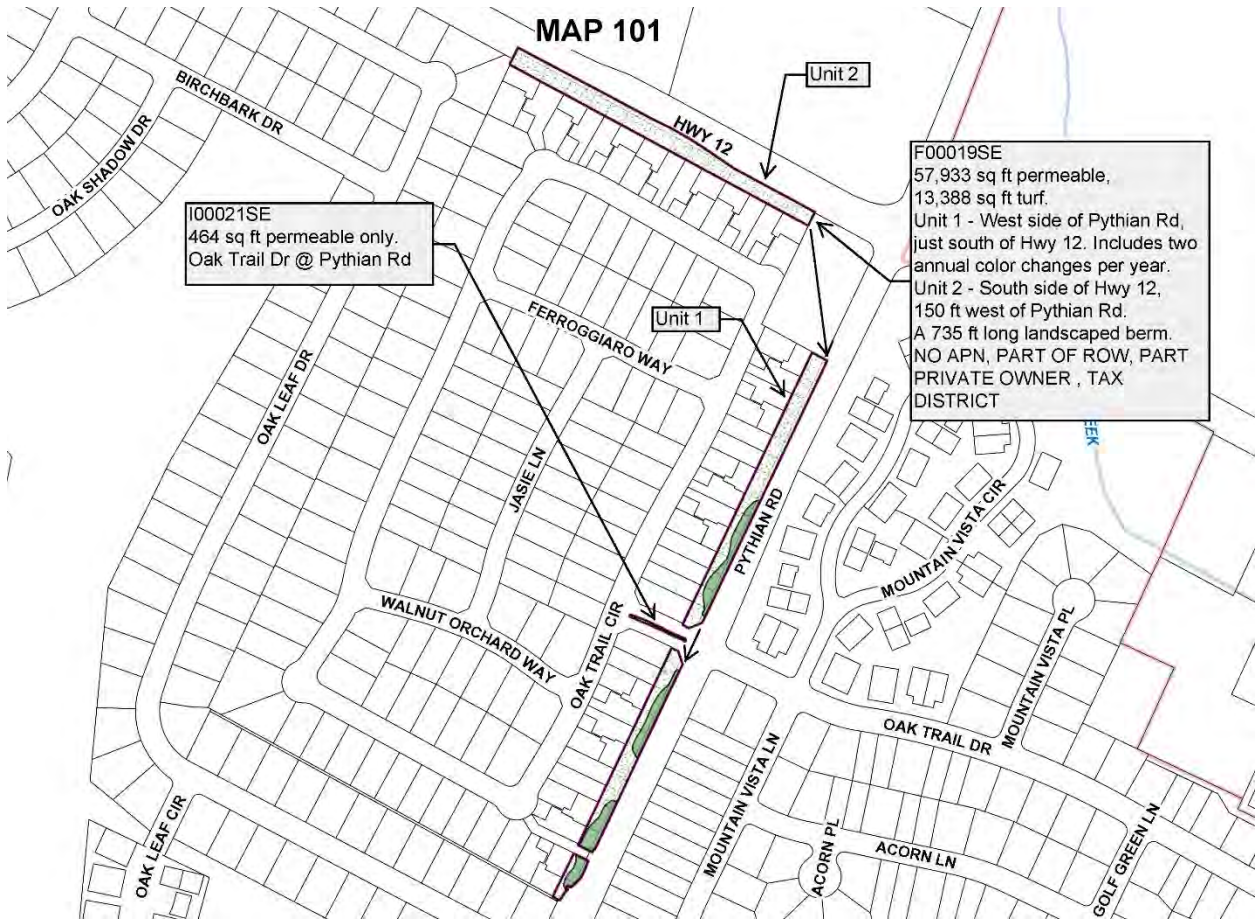 MAP 101
Unit 2
HWY 12
BIRCHBARK DR
OAK SHADOW DR
F00019SE
57,933 sq ft permeable,
13,388 sq ft turf.
Unit 1 - West side of Pythian Rd,
just south of Hwy 12. Includes two
annual color changes per year.
Unit 2 - South side of Hwy 12,
150 ft west of Pythian Rd.
A 735 ft long landscaped berm.
NO APN, PART OF ROW, PART
PRIVATE OWNER , TAX
DISTRICT
I00021SE
464 sq ft permeable only.
Oak Trail Dr @ Pythian Rd
Unit 1
FERROGGIARO WAY
OAK LEAF DR
JASIE LN
PYTHIAN RD
EEK
MOUNTAIN VISTA CIR
WALNUT ORCHARD WAY
OAK TRAIL CIR
MOUNTAIN VISTA PL
OAK TRAIL DR
MOUNTAIN VISTA LN
OAK LEAF CIR
ACORN PL
ACORN LN
GOLF GREEN LN